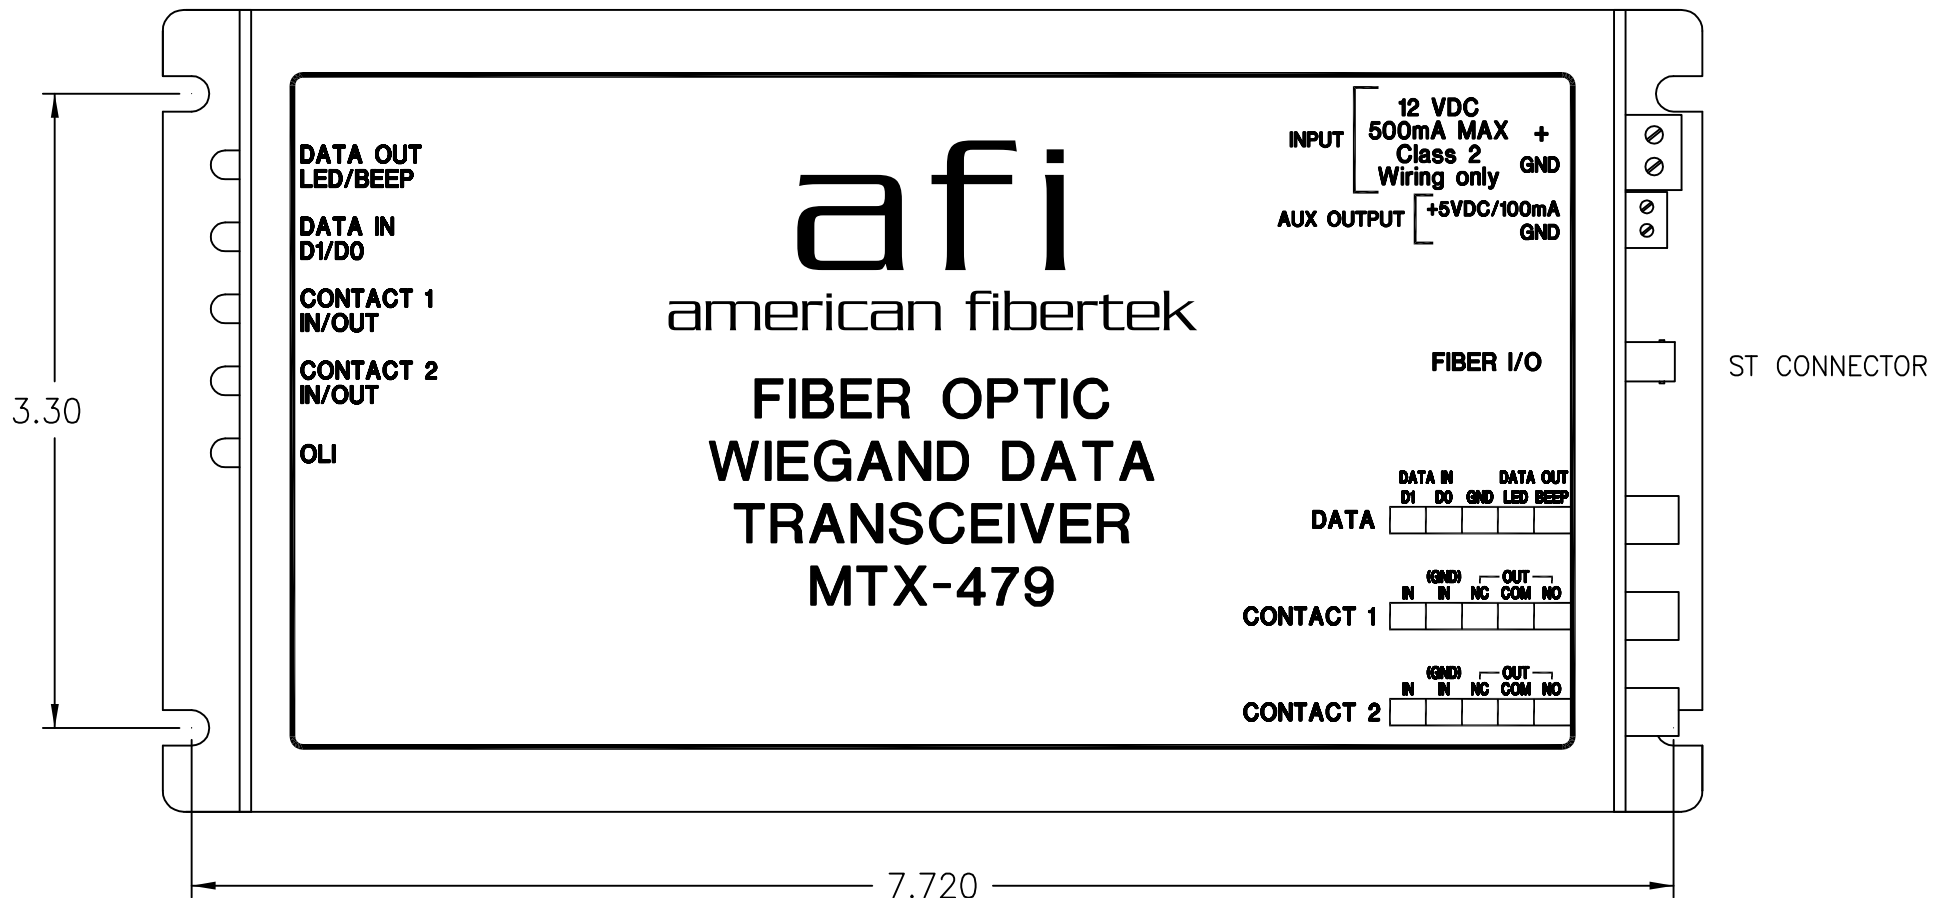 DATA OUT
LED/BEEP
DATA IN
D1/D0
CONTACT 1
IN/OUT
CONTACT 2
IN/OUT
OLI
3.30
afi
american fibertek
FIBER OPTIC
WIEGAND DATA
TRANSCEIVER
MTX-479
INPUT
12 VDC
500mA MAX +
Class 2
GND
Wiring only
AUX OUTPUT
+5VDC/100mA
GND
FIBER I/O
ST CONNECTOR
DATA IN DATA OUT
D1 D0 GND LED BEEP
DATA
(GND) OUT
IN IN NC COM NO
CONTACT 1
(GND) OUT
IN IN NC COM NO
CONTACT 2
7.720